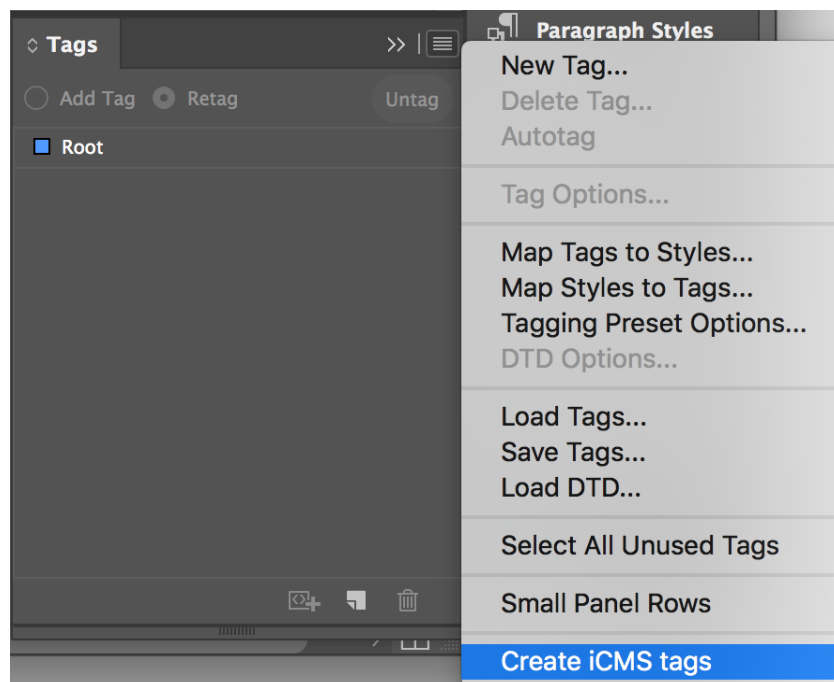 Tags
Add Tag
Retag
Untag
Root
Paragraph Styles
New Tag...
Delete Tag...
Autotag
Tag Options...
Map Tags to Styles...
Map Styles to Tags...
Tagging Preset Options...
DTD Options...
Load Tags...
Save Tags...
Load DTD...
Select All Unused Tags
Small Panel Rows
Create iCMS tags